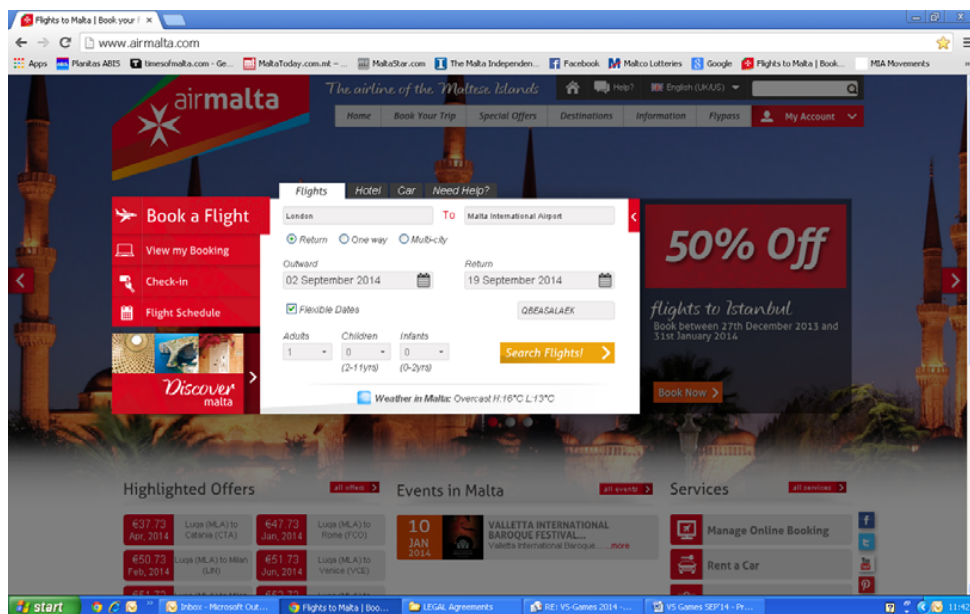 Flights to Malta | Book your f
www.airmalta.com
Apps
Planitas ABIS
timesofmalta.com - Ge...
MaltaToday.com.mt – ...
MaltaStar.com
The Malta Independen...
Facebook
Maltco Lotteries
Google
Flights to Malta | Book...
MIA Movements
airmalta
The airline of the Maltese Islands
Help?
English (UK/US)
Home
Book Your Trip
Special Offers
Destinations
Information
Flypass
My Account
Flights
Hotel
Car
Need Help?
Book a Flight
View my Booking
Check-in
Flight Schedule
Discover
malta
London
To
Malta International Airport
Return
One way
Multi-city
Outward
Return
02 September 2014
19 September 2014
Flexible Dates
QBEASALAEK
Adults
Children
Infants
1
0
0
(2-11yrs)
(0-2yrs)
Search Flights!
Weather in Malta: Overcast H:16°C L:13°C
50% Off
flights to Istanbul
Book between 27th December 2013 and
31st January 2014
Book Now
Highlighted Offers
all offers
Events in Malta
all events
Services
all services
€37.73
Apr, 2014
Luqa (MLA) to
Catania (CTA)
€47.73
Jan, 2014
Luqa (MLA) to
Rome (FCO)
€50.73
Feb, 2014
Luqa (MLA) to Milan
(LIN)
€51.73
Jun, 2014
Luqa (MLA) to
Venice (VCE)
10
JAN
2014
VALLETTA INTERNATIONAL
BAROQUE FESTIVAL...
Valletta International Baroque... ...more
Manage Online Booking
Rent a Car
start
Inbox - Microsoft Out...
Flights to Malta | Boo...
LEGAL Agreements
RE: VS-Games 2014 -...
VS Games SEP'14 - Pr...